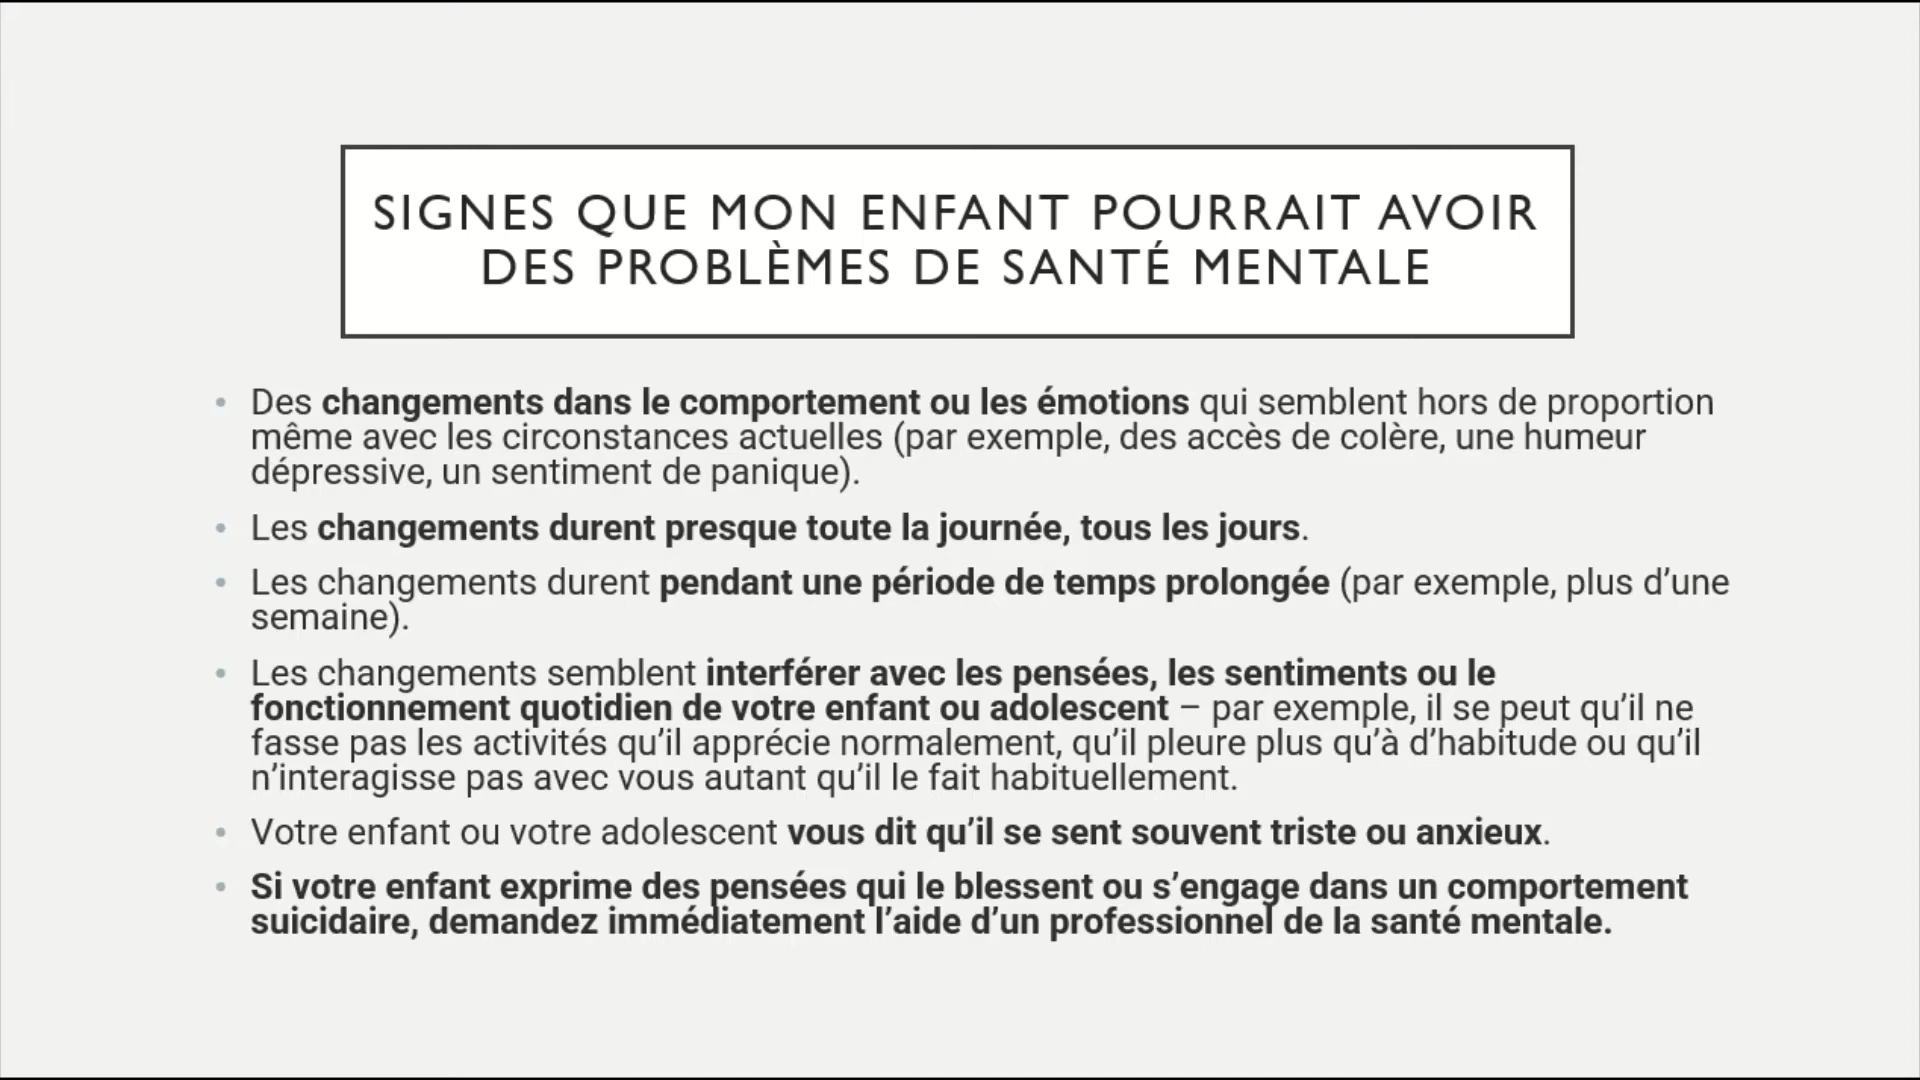 SIGNES QUE MON ENFANT POURRAIT AVOIR
DES PROBLÈMES DE SANTÉ MENTALE
• Des changements dans le comportement ou les émotions qui semblent hors de proportion
même avec les circonstances actuelles (par exemple, des accès de colère, une humeur
dépressive, un sentiment de panique).
• Les changements durent presque toute la journée, tous les jours.
• Les changements durent pendant une période de temps prolongée (par exemple, plus d’une
semaine).
• Les changements semblent interférer avec les pensées, les sentiments ou le
fonctionnement quotidien de votre enfant ou adolescent – par exemple, il se peut qu’il ne
fasse pas les activités qu’il apprécie normalement, qu’il pleure plus qu’à d’habitude ou qu’il
n’interagisse pas avec vous autant qu’il le fait habituellement.
• Votre enfant ou votre adolescent vous dit qu’il se sent souvent triste ou anxieux.
• Si votre enfant exprime des pensées qui le blessent ou s’engage dans un comportement
suicidaire, demandez immédiatement l’aide d’un professionnel de la santé mentale.